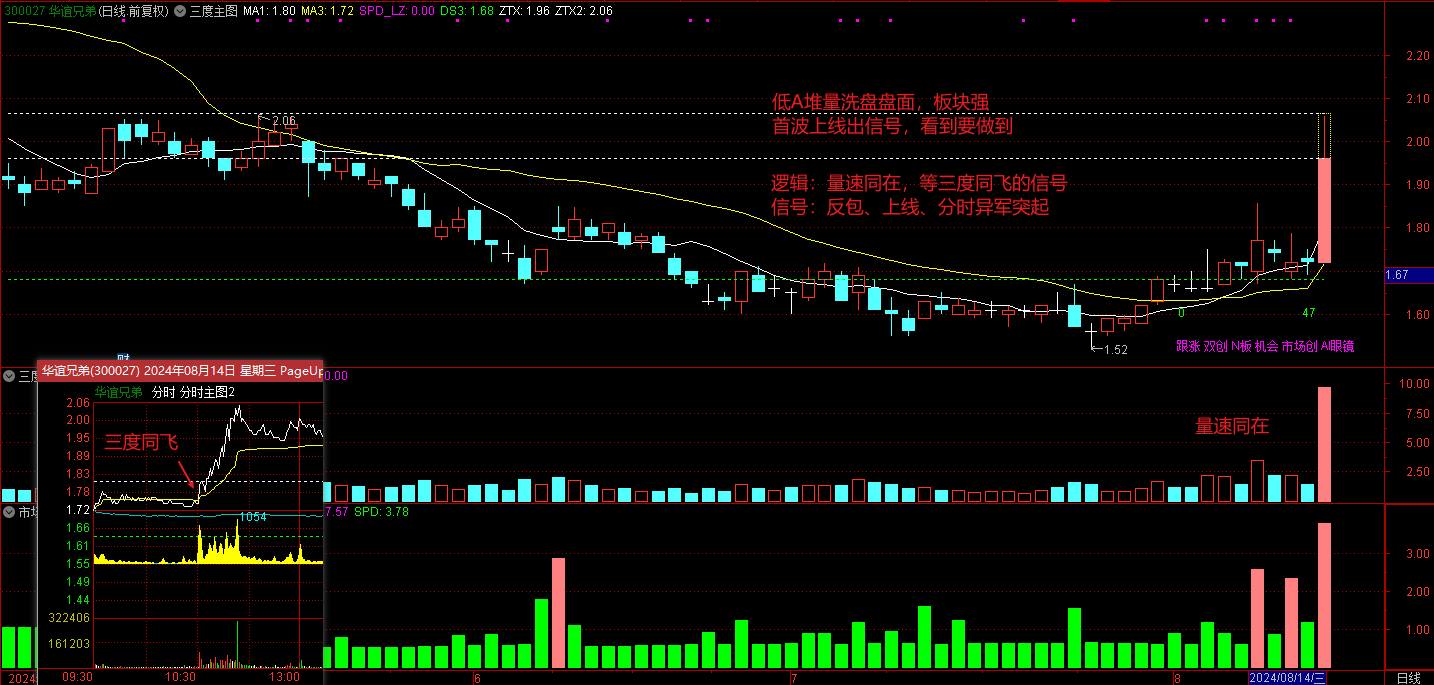 300027 华谊兄弟(日线.前复权) 三度主图 MA1: 1.80 MA3: 1.72 SPD_LZ: 0.00 DS3: 1.68 ZTX: 1.96 ZTX2: 2.06
2.20
2.10
2.00
1.90
1.80
1.67
1.60
低A堆量洗盘盘面，板块强
首波上线出信号，看到要做到
逻辑：量速同在，等三度同飞的信号
信号：反包、上线、分时异军突起
2.06
1.52
0
47
跟涨 双创 N板 机会 市场创 AI眼镜
财
三度
0.00
10.00
7.50
5.00
2.50
量速同在
华谊兄弟(300027) 2024年08月14日 星期三 PageUp
华谊兄弟 分时 分时主图2
2.06
2.00
1.95
1.89
1.83
1.78
1.72
1.66
1.61
1.55
1.49
1.44
322406
161203
三度同飞
1054
09:30 10:30 13:00
市场
7.57 SPD: 3.78
3.00
2.00
1.00
2024
6
7
8
2024/08/14/三
日线